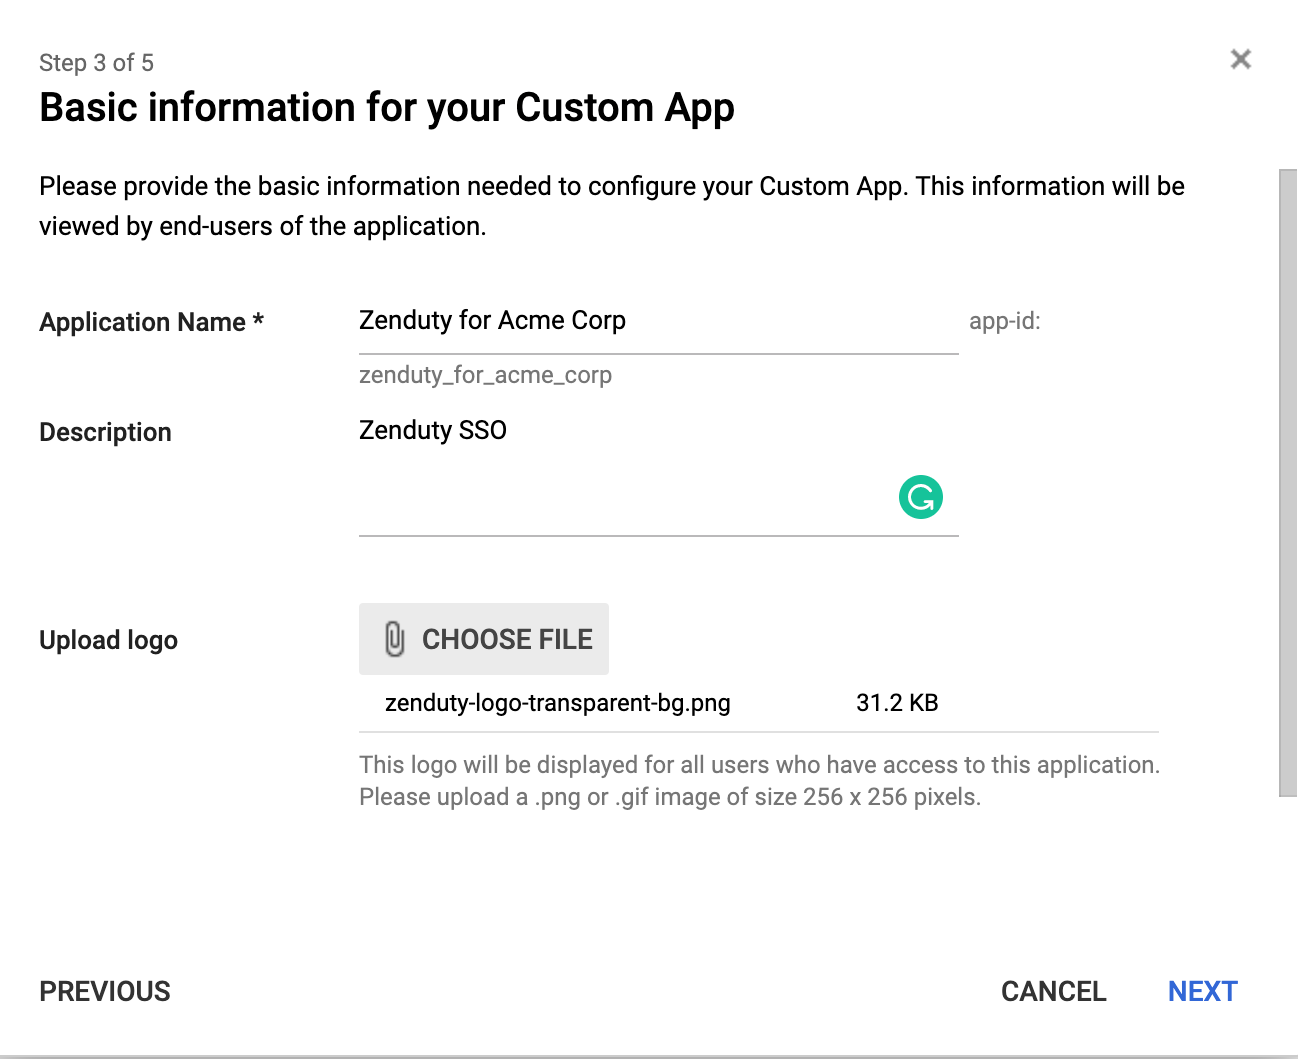 Step 3 of 5
Basic information for your Custom App
Please provide the basic information needed to configure your Custom App. This information will be
viewed by end-users of the application.
Application Name * Zenduty for Acme Corp app-id:
zenduty_for_acme_corp
Description Zenduty SSO
Upload logo CHOOSE FILE
zenduty-logo-transparent-bg.png 31.2 KB
This logo will be displayed for all users who have access to this application.
Please upload a .png or .gif image of size 256 x 256 pixels.
PREVIOUS CANCEL NEXT